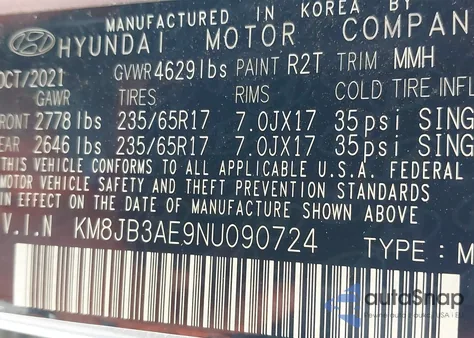 MANUFACTURED IN KOREA BY
HYUNDAI MOTOR COMPAN
OCT/2021 GVWR 4629lbs PAINT R2T TRIM MMH
GAWR TIRES RIMS COLD TIRE INFL
FRONT 2778 lbs 235/65R17 7.0JX17 35psi SING
EAR 2646 lbs 235/65R17 7.0JX17 35psi SING
THIS VEHICLE CONFORMS TO ALL APPLICABLE U.S.A. FEDERAL
MOTOR VEHICLE SAFETY AND THEFT PREVENTION STANDARDS
IN EFFECT ON THE DATE OF MANUFACTURE SHOWN ABOVE
V.I.N KM8JB3AE9NU090724
TYPE: M
autoSnap